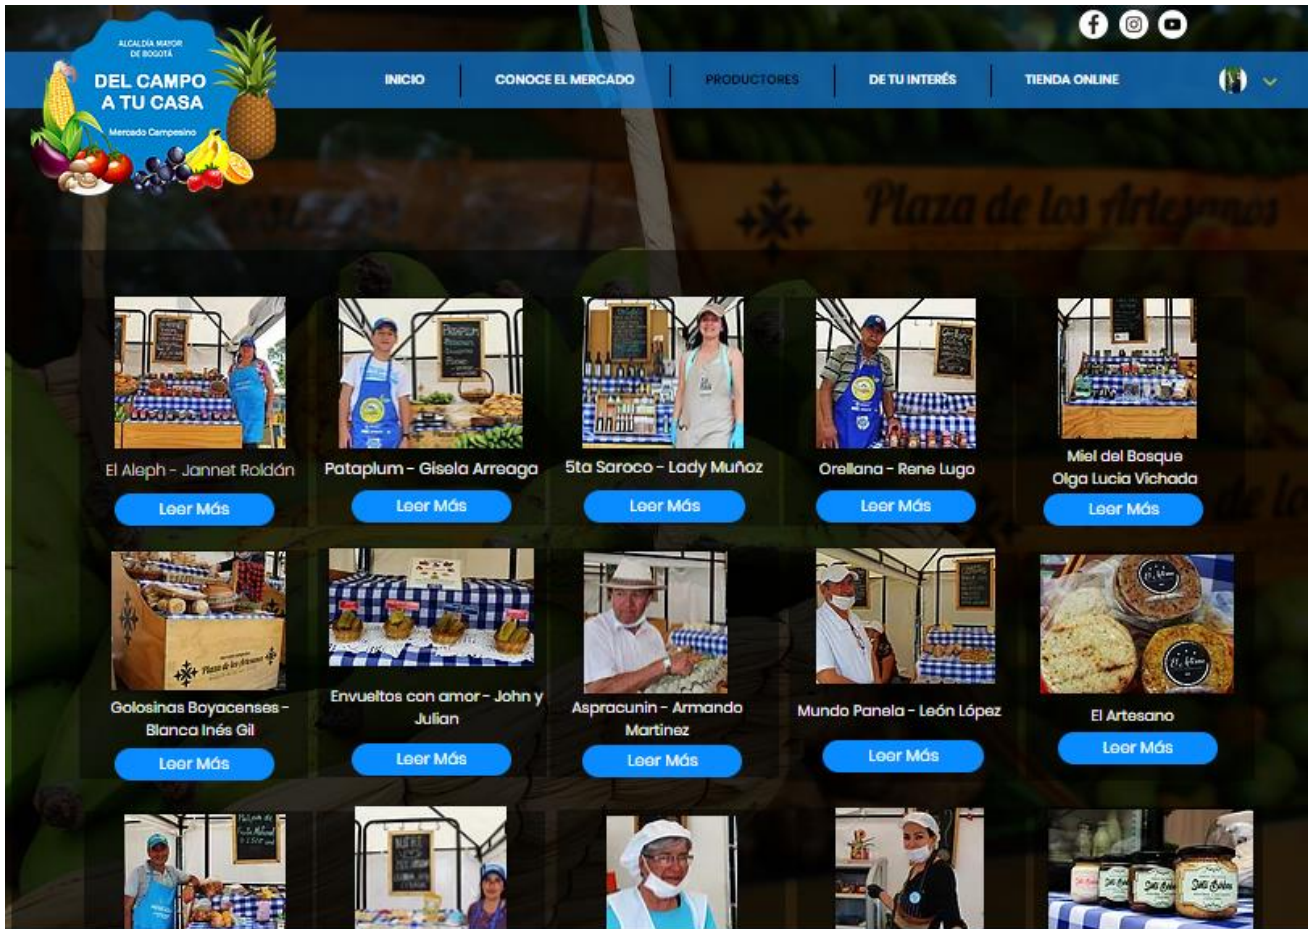 ALCALDÍA MAYOR
DE BOGOTÁ
DEL CAMPO
A TU CASA
Mercado Campesino
INICIO
CONOCE EL MERCADO
PRODUCTORES
DE TU INTERÉS
TIENDA ONLINE
Plaza de los Artesanos
El Aleph - Jannet Roldán
Leer Más
Pataplum - Gisela Arreaga
Leer Más
5ta Saroco - Lady Muñoz
Leer Más
Orellana - Rene Lugo
Leer Más
Miel del Bosque
Olga Lucia Vichada
Leer Más
Plaza de los Artesanos
Golosinas Boyacenses -
Blanca Inés Gil
Leer Más
Envueltos con amor - John y
Julian
Leer Más
Aspracunin - Armando
Martinez
Leer Más
Mundo Panela - León López
Leer Más
El Artesano
Leer Más